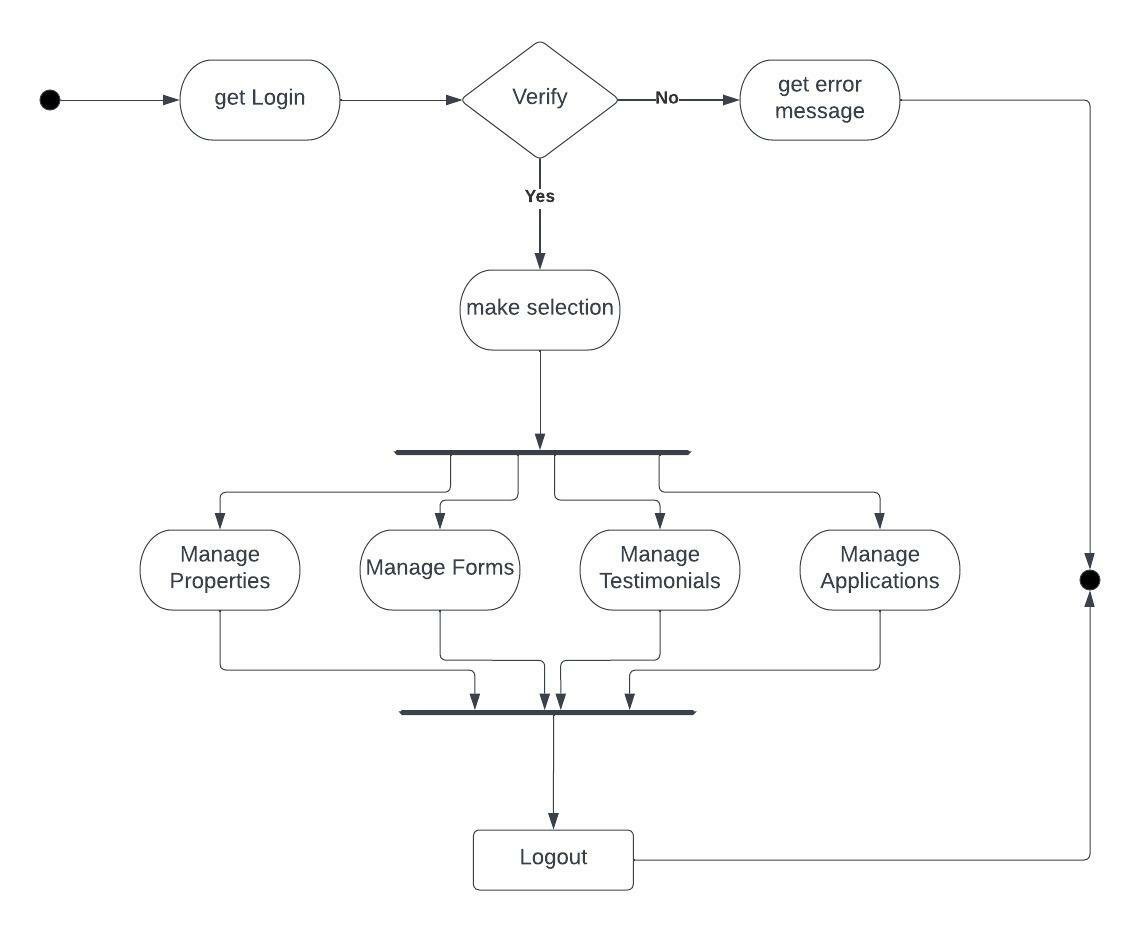 get Login
Verify
No
get error
message
Yes
make selection
Manage
Properties
Manage Forms
Manage
Testimonials
Manage
Applications
Logout